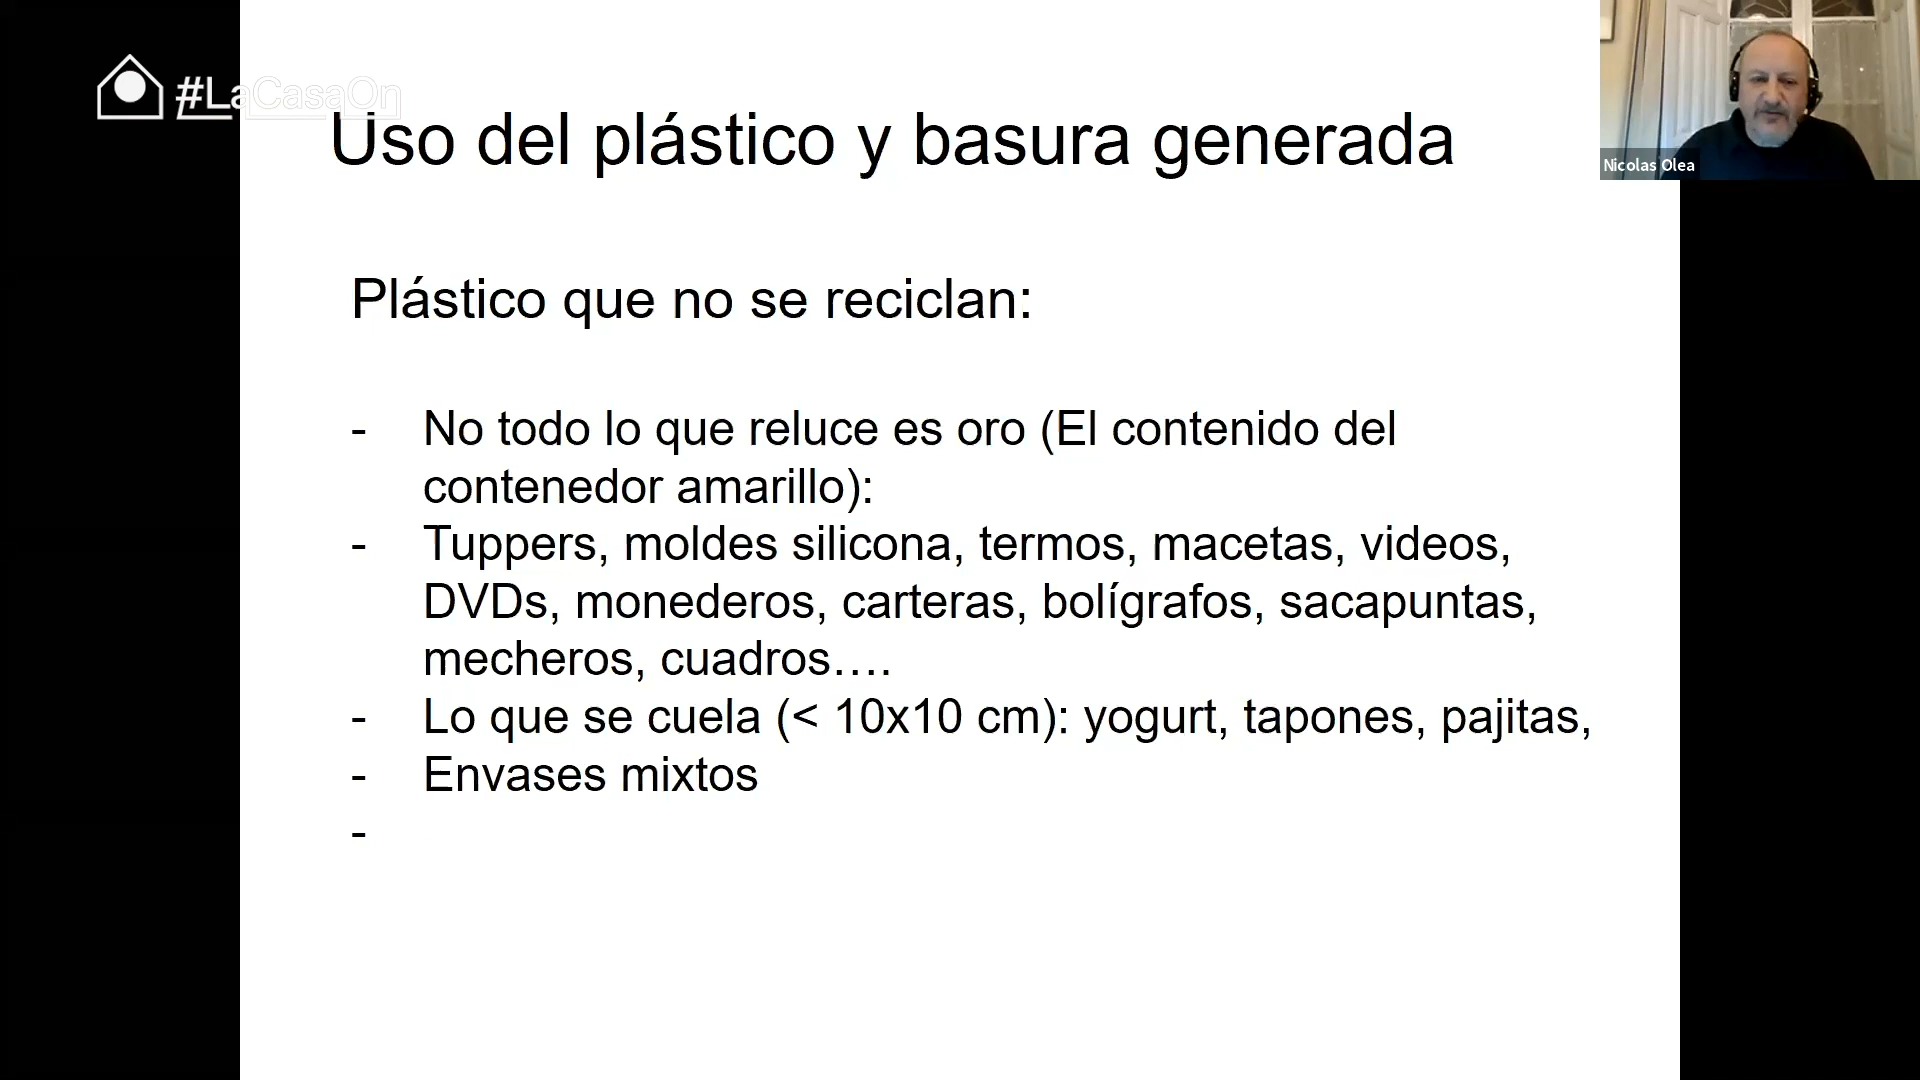 #LaCasaOn
Nicolas Olea
Uso del plástico y basura generada
Plástico que no se reciclan:
- No todo lo que reluce es oro (El contenido del
contenedor amarillo):
- Tuppers, moldes silicona, termos, macetas, videos,
DVDs, monederos, carteras, bolígrafos, sacapuntas,
mecheros, cuadros….
- Lo que se cuela (< 10x10 cm): yogurt, tapones, pajitas,
- Envases mixtos
-